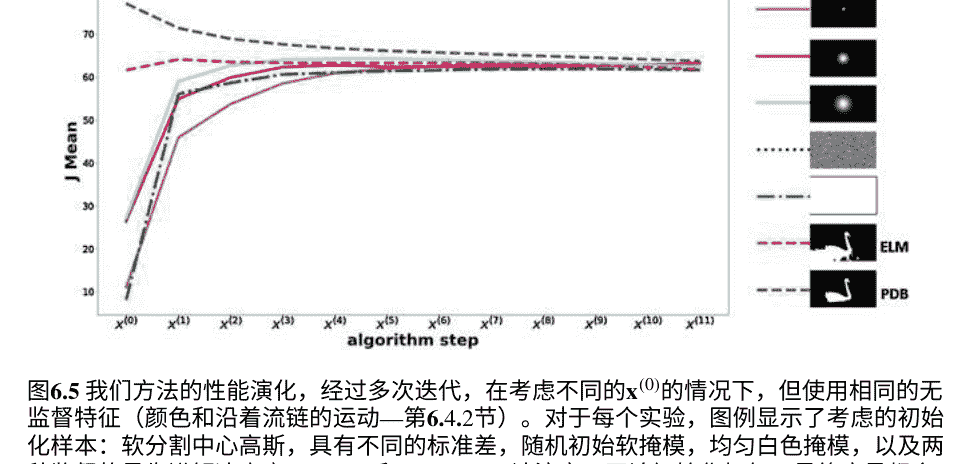 70
60
50
40
30
20
10
J Mean
x(0) x(1) x(2) x(3) x(4) x(5) x(6) x(7) x(8) x(9) x(10) x(11)
algorithm step
ELM
PDB
图6.5 我们方法的性能演化，经过多次迭代，在考虑不同的x(0)的情况下，但使用相同的无
监督特征（颜色和沿着流链的运动—第6.4.2节）。对于每个实验，图例显示了考虑的初始
化样本：软分割中心高斯，具有不同的标准差，随机初始软掩模，均匀白色掩模，以及两